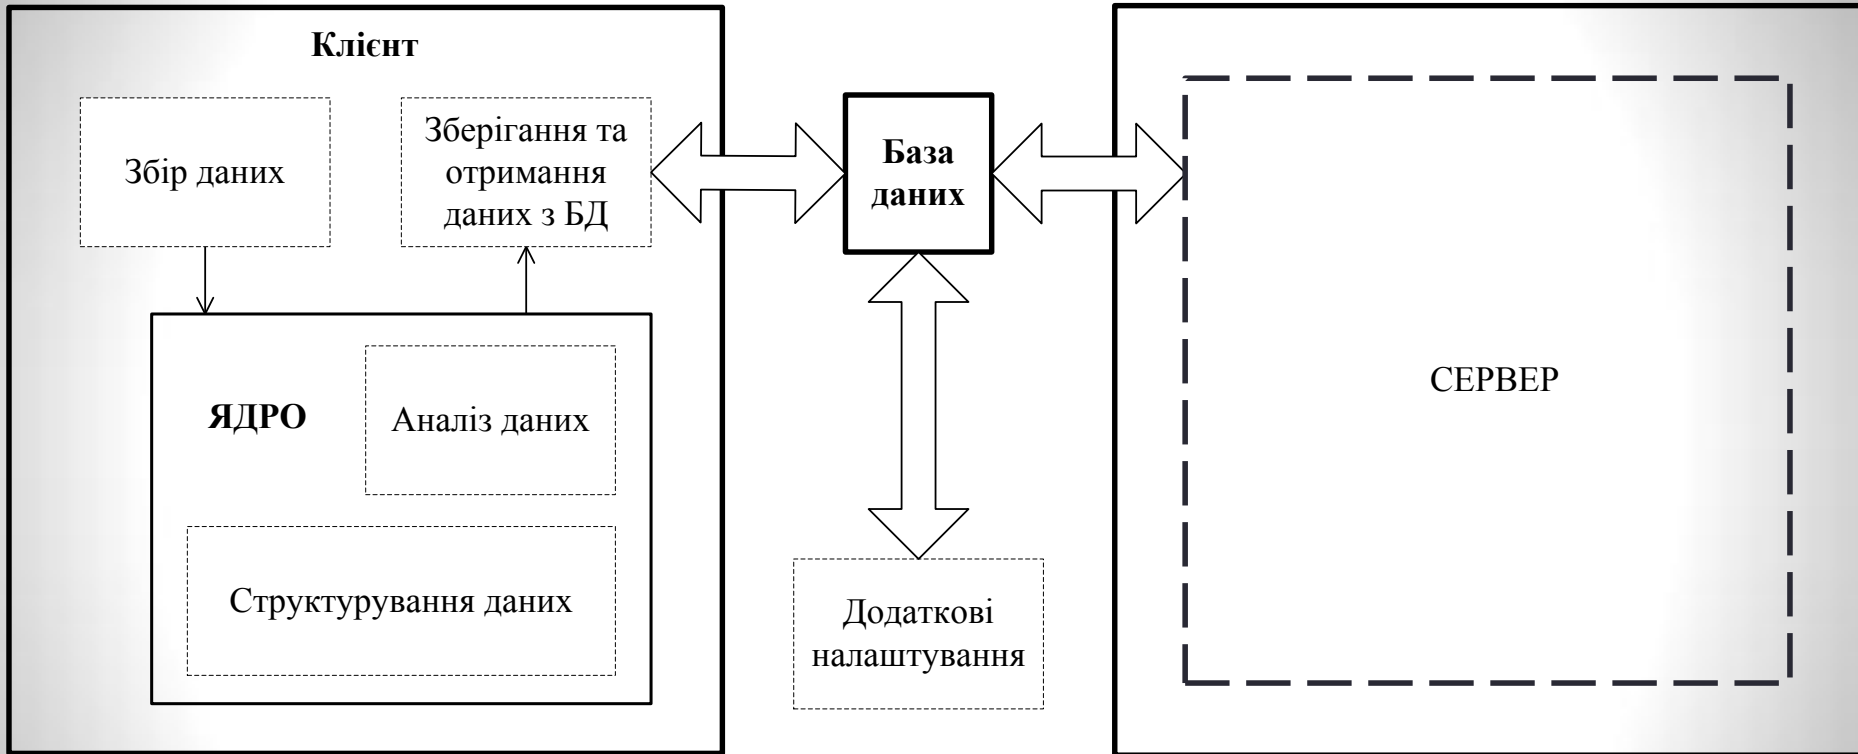 Клієнт
Збір даних
Зберігання та
отримання
даних з БД
База
даних
ЯДРО
Аналіз даних
Структурування даних
Додаткові
налаштування
СЕРВЕР